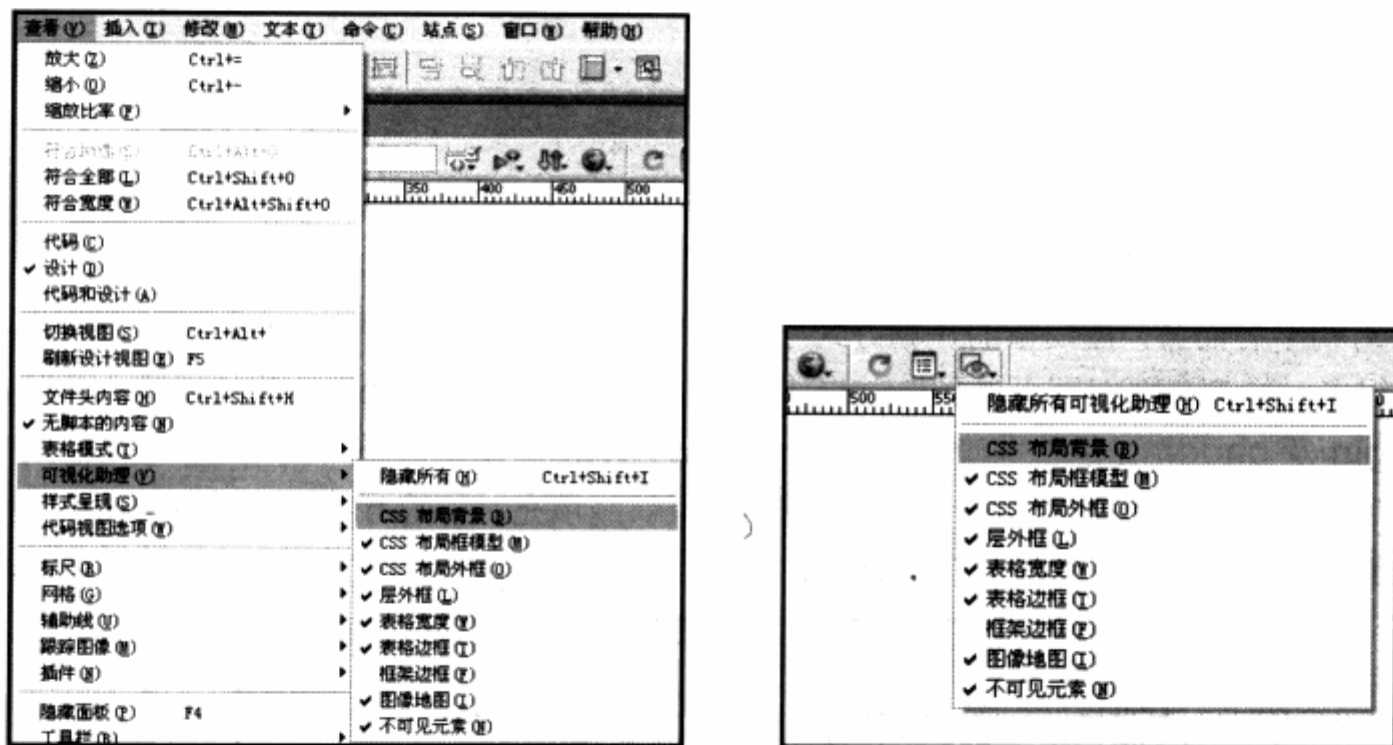 查看(V) 插入(I) 修改(M) 文本(T) 命令(C) 站点(S) 窗口(W) 帮助(H)
放大(Z) Ctrl+=
缩小(O) Ctrl+-
缩放比率(F)
符合全部(L) Ctrl+Shift+0
符合宽度(W) Ctrl+Alt+Shift+0
代码(C)
设计(D)
代码和设计(A)
切换视图(S) Ctrl+Alt+
刷新设计视图(E) F5
文件头内容(H) Ctrl+Shift+H
无脚本的内容(N)
表格模式(T)
可视化助理(V)
样式呈现(S)
代码视图选项(W)
标尺(R)
网格(G)
辅助线(U)
跟踪图像(M)
插件(N)
隐藏面板(P) F4
工具栏(B)
350 400 450 500
隐藏所有(H) Ctrl+Shift+I
CSS 布局背景(B)
CSS 布局框模型(M)
CSS 布局外框(O)
层外框(L)
表格宽度(W)
表格边框(T)
框架边框(F)
图像地图(I)
不可见元素(N)
500 55
隐藏所有可视化助理(H) Ctrl+Shift+I
CSS 布局背景(B)
CSS 布局框模型(M)
CSS 布局外框(O)
层外框(L)
表格宽度(W)
表格边框(T)
框架边框(F)
图像地图(I)
不可见元素(N)